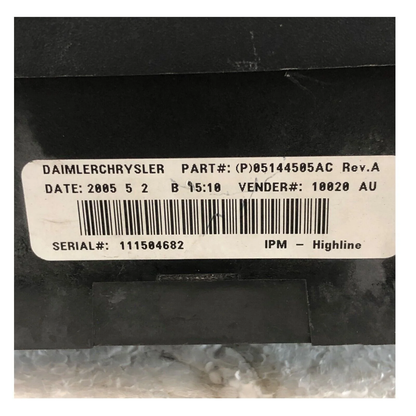 DAIMLERCHRYSLER PART#: (P)05144505AC Rev.A
DATE: 2005 5 2 B 15:10 VENDER#: 10020 AU
SERIAL#: 111504682 IPM – Highline